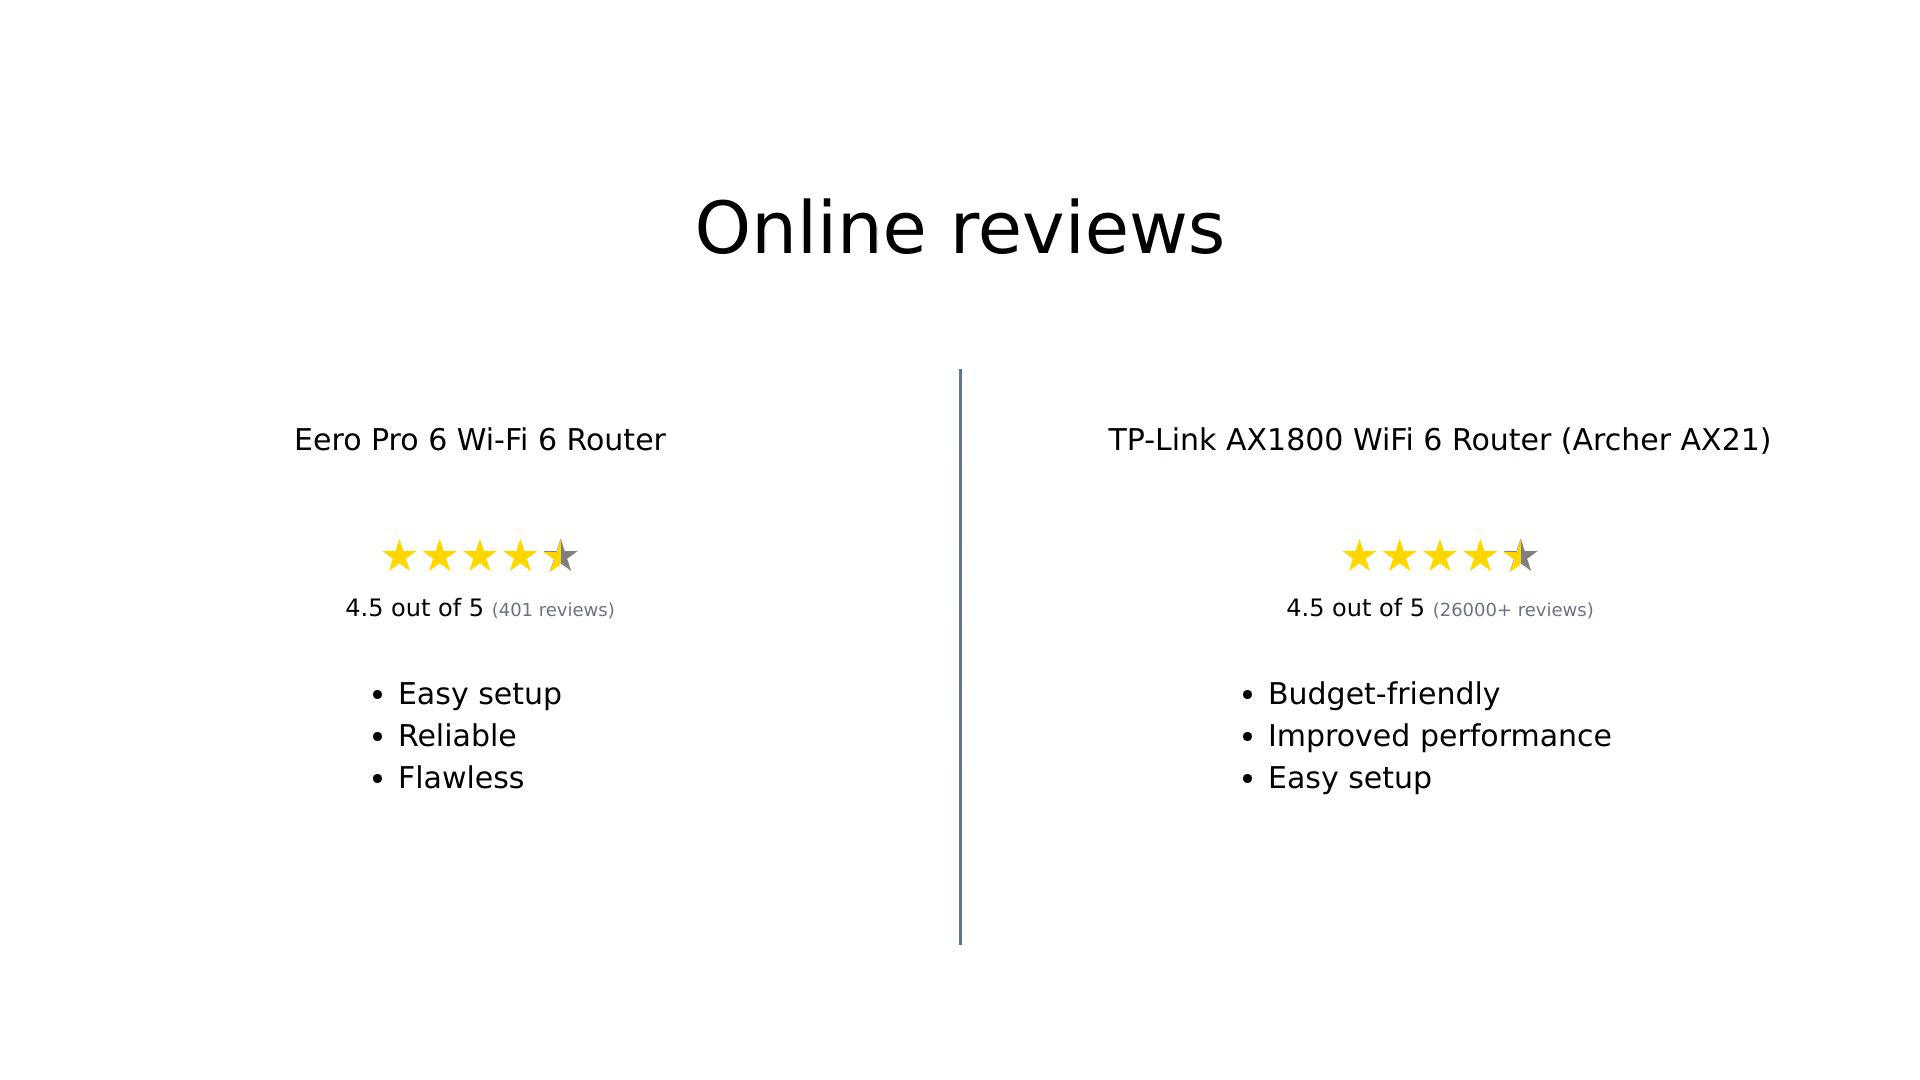 Online reviews
Eero Pro 6 Wi-Fi 6 Router
4.5 out of 5 (401 reviews)
• Easy setup
• Reliable
• Flawless
TP-Link AX1800 WiFi 6 Router (Archer AX21)
4.5 out of 5 (26000+ reviews)
• Budget-friendly
• Improved performance
• Easy setup